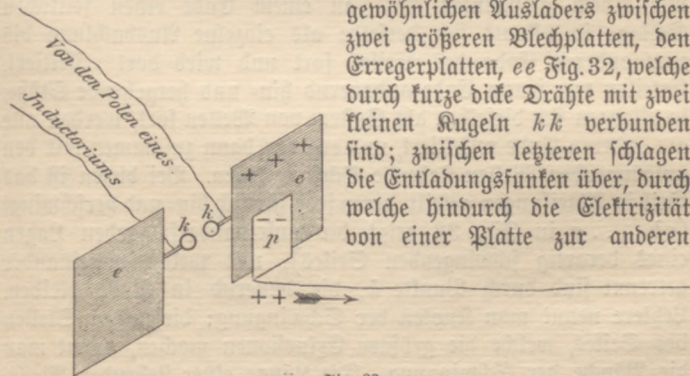 gewöhnlichen Ausladers zwischen
zwei größeren Blechplatten, den
Erregerplatten, ee Fig. 32, welche
durch kurze dicke Drähte mit zwei
kleinen Kugeln kk verbunden
sind; zwischen letzteren schlagen
die Entladungsfunken über, durch
welche hindurch die Elektrizität
von einer Platte zur anderen
Von den Polen eines
Inductoriums
+ + +
e
k
k
p
e
+ +